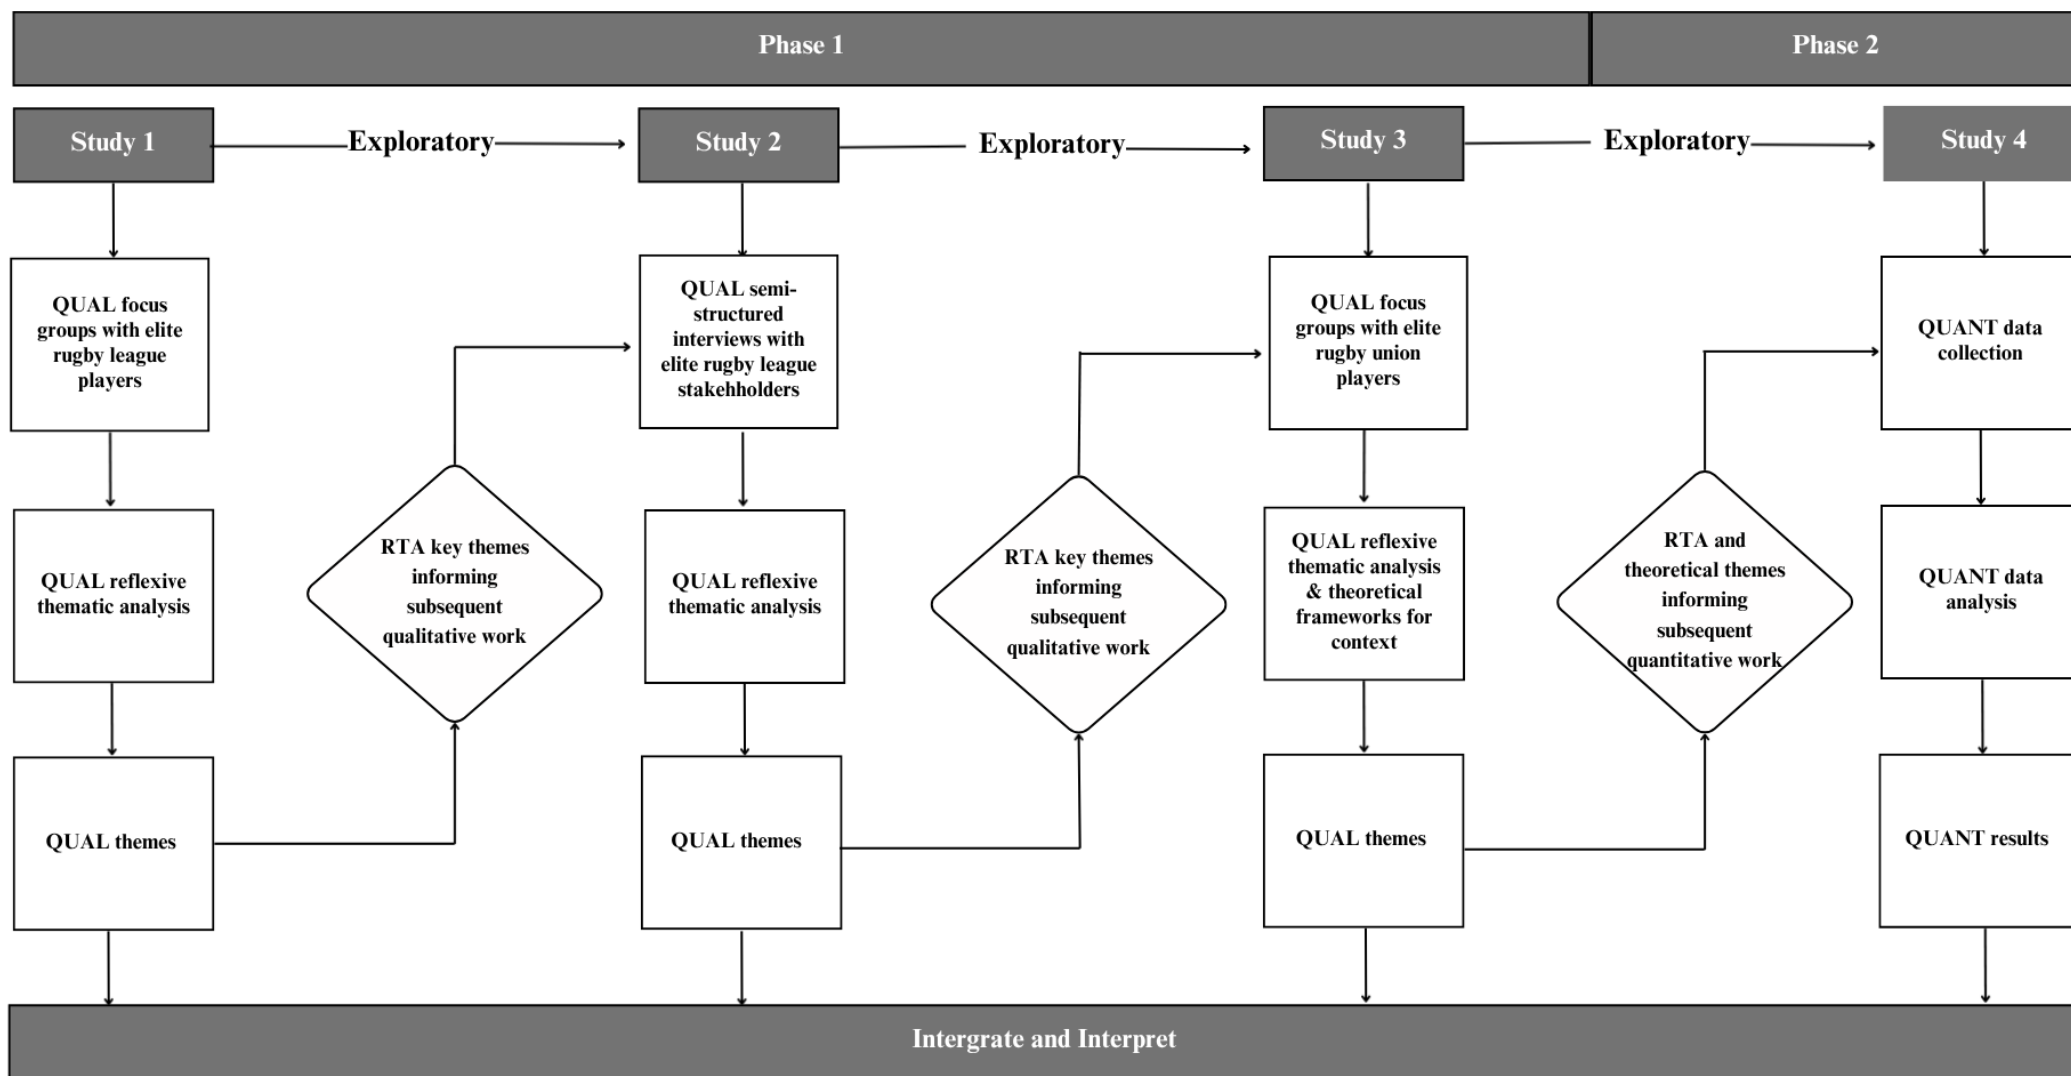 Phase 1
Phase 2
Study 1
Exploratory
Study 2
Exploratory
Study 3
Exploratory
Study 4
QUAL focus
groups with elite
rugby league
players
QUAL semi-
structured
interviews with
elite rugby league
stakehholders
QUAL focus
groups with elite
rugby union
players
QUANT data
collection
RTA key themes
informing
subsequent
qualitative work
RTA key themes
informing
subsequent
qualitative work
RTA and
theoretical themes
informing
subsequent
quantitative work
QUAL reflexive
thematic analysis
QUAL reflexive
thematic analysis
QUAL reflexive
thematic analysis
& theoretical
frameworks for
context
QUANT data
analysis
QUAL themes
QUAL themes
QUAL themes
QUANT results
Intergrate and Interpret